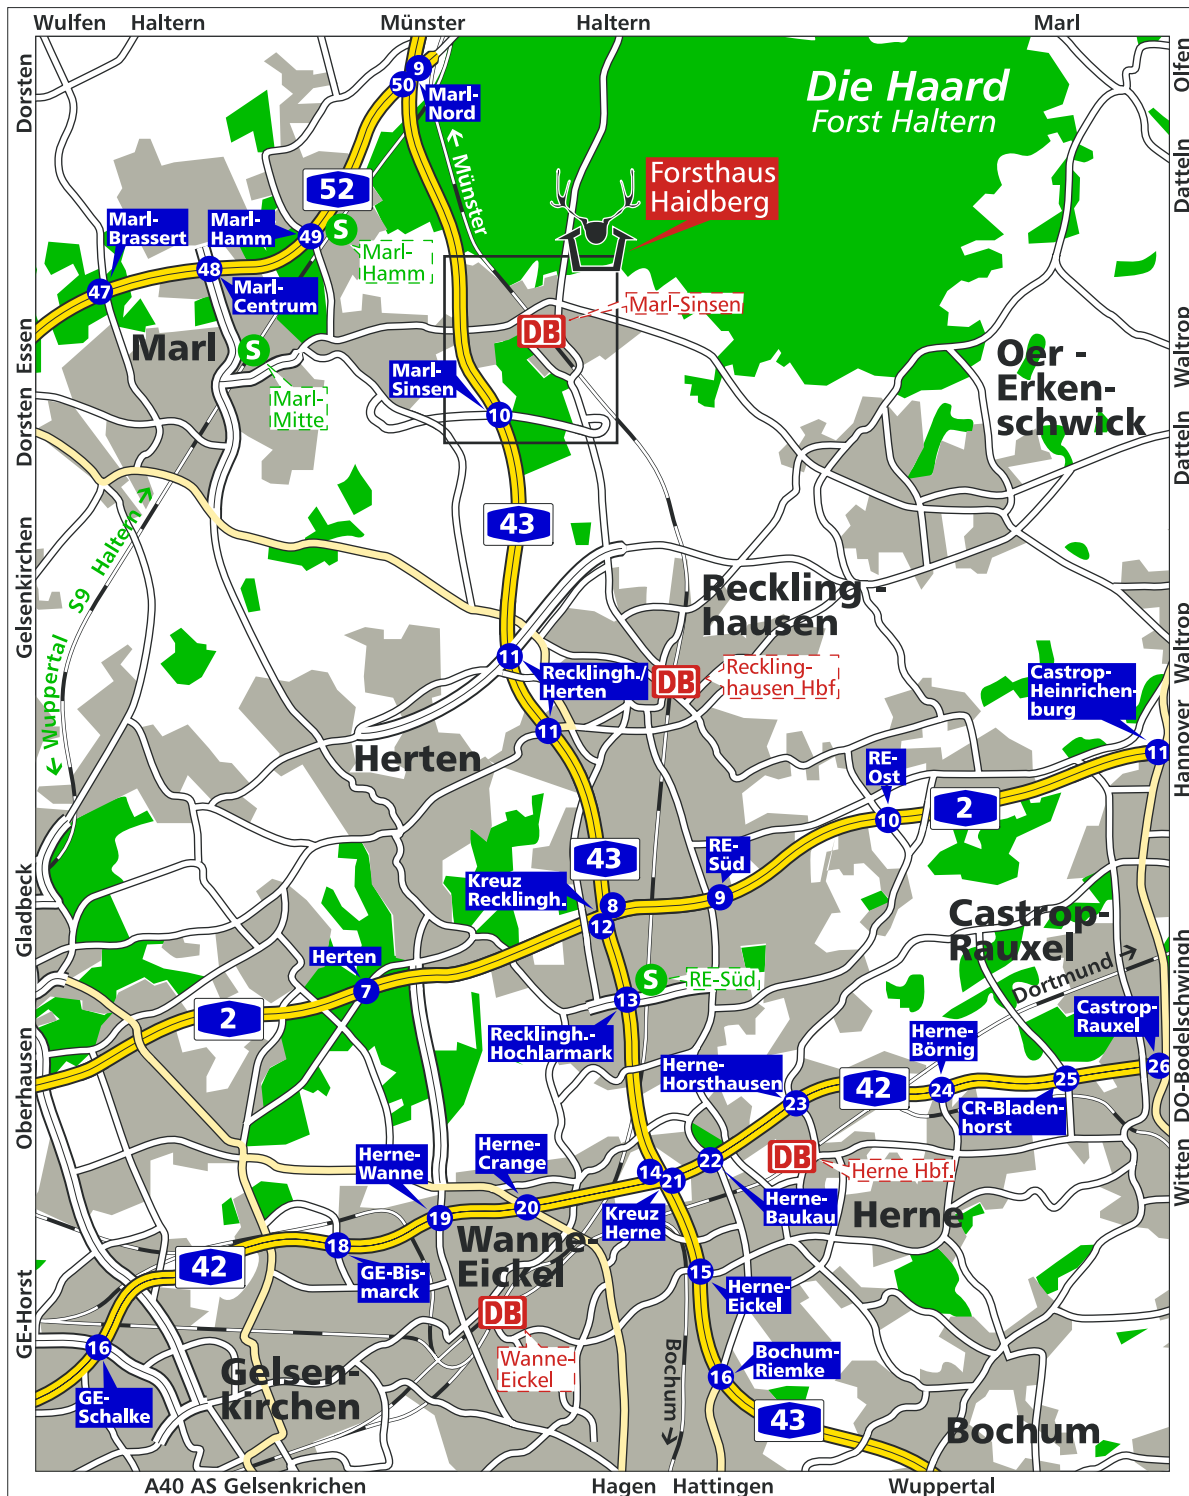 Wulfen
Haltern
Münster
Haltern
Marl
Dorsten
Olfen
Die Haard
Forst Haltern
9
50
Marl-
Nord
← Münster
Datteln
Forsthaus
Haidberg
52
Marl-
Brassert
Marl-
Hamm
49
S
Marl-
Hamm
48
47
Marl-
Centrum
Marl-Sinsen
DB
Essen
Marl
S
Marl-
Mitte
Marl-
Sinsen
10
Oer -
Erken-
schwick
Waltrop
Dorsten
Datteln
43
S9 Haltern →
Gelsenkirchen
Reckling -
hausen
← Wuppertal
11
Recklingh./
Herten
DB
Reckling-
hausen Hbf.
Waltrop
Castrop-
Heinrichen-
burg
11
Hannover
11
Herten
RE-
Ost
10
2
43
RE-
Süd
9
Kreuz
Recklingh.
8
12
Gladbeck
Castrop-
Rauxel
Dortmund →
Herten
7
S
RE-Süd
2
13
Recklingh.-
Hochlarmark
Castrop-
Rauxel
26
DO-Bodelschwingh
Herne-
Börnig
Herne-
Horsthausen
42
25
24
23
CR-Bladen-
horst
Oberhausen
Herne-
Wanne
Herne-
Crange
14
21
22
DB
Herne Hbf.
Witten
19
20
Kreuz
Herne
Herne-
Baukau
Herne
18
42
GE-Bis-
marck
Wanne-
Eickel
15
Herne-
Eickel
GE-Horst
DB
Wanne-
Eickel
16
GE-
Schalke
Gelsen-
kirchen
Bochum →
Bochum-
Riemke
16
43
Bochum
A40 AS Gelsenkirchen
Hagen
Hattingen
Wuppertal